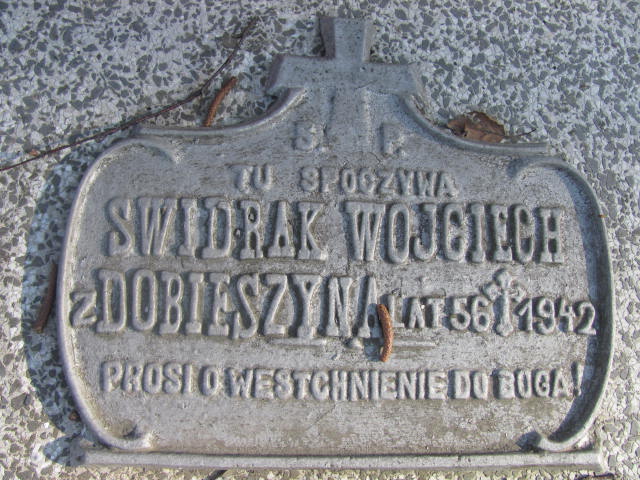 Ś. P.
TU SPOCZYWA
SWIDRAK WOJCIECH
z DOBIESZYNA LAT 56 † 1942
PROSI O WESTCHNIENIE DO BOGA!